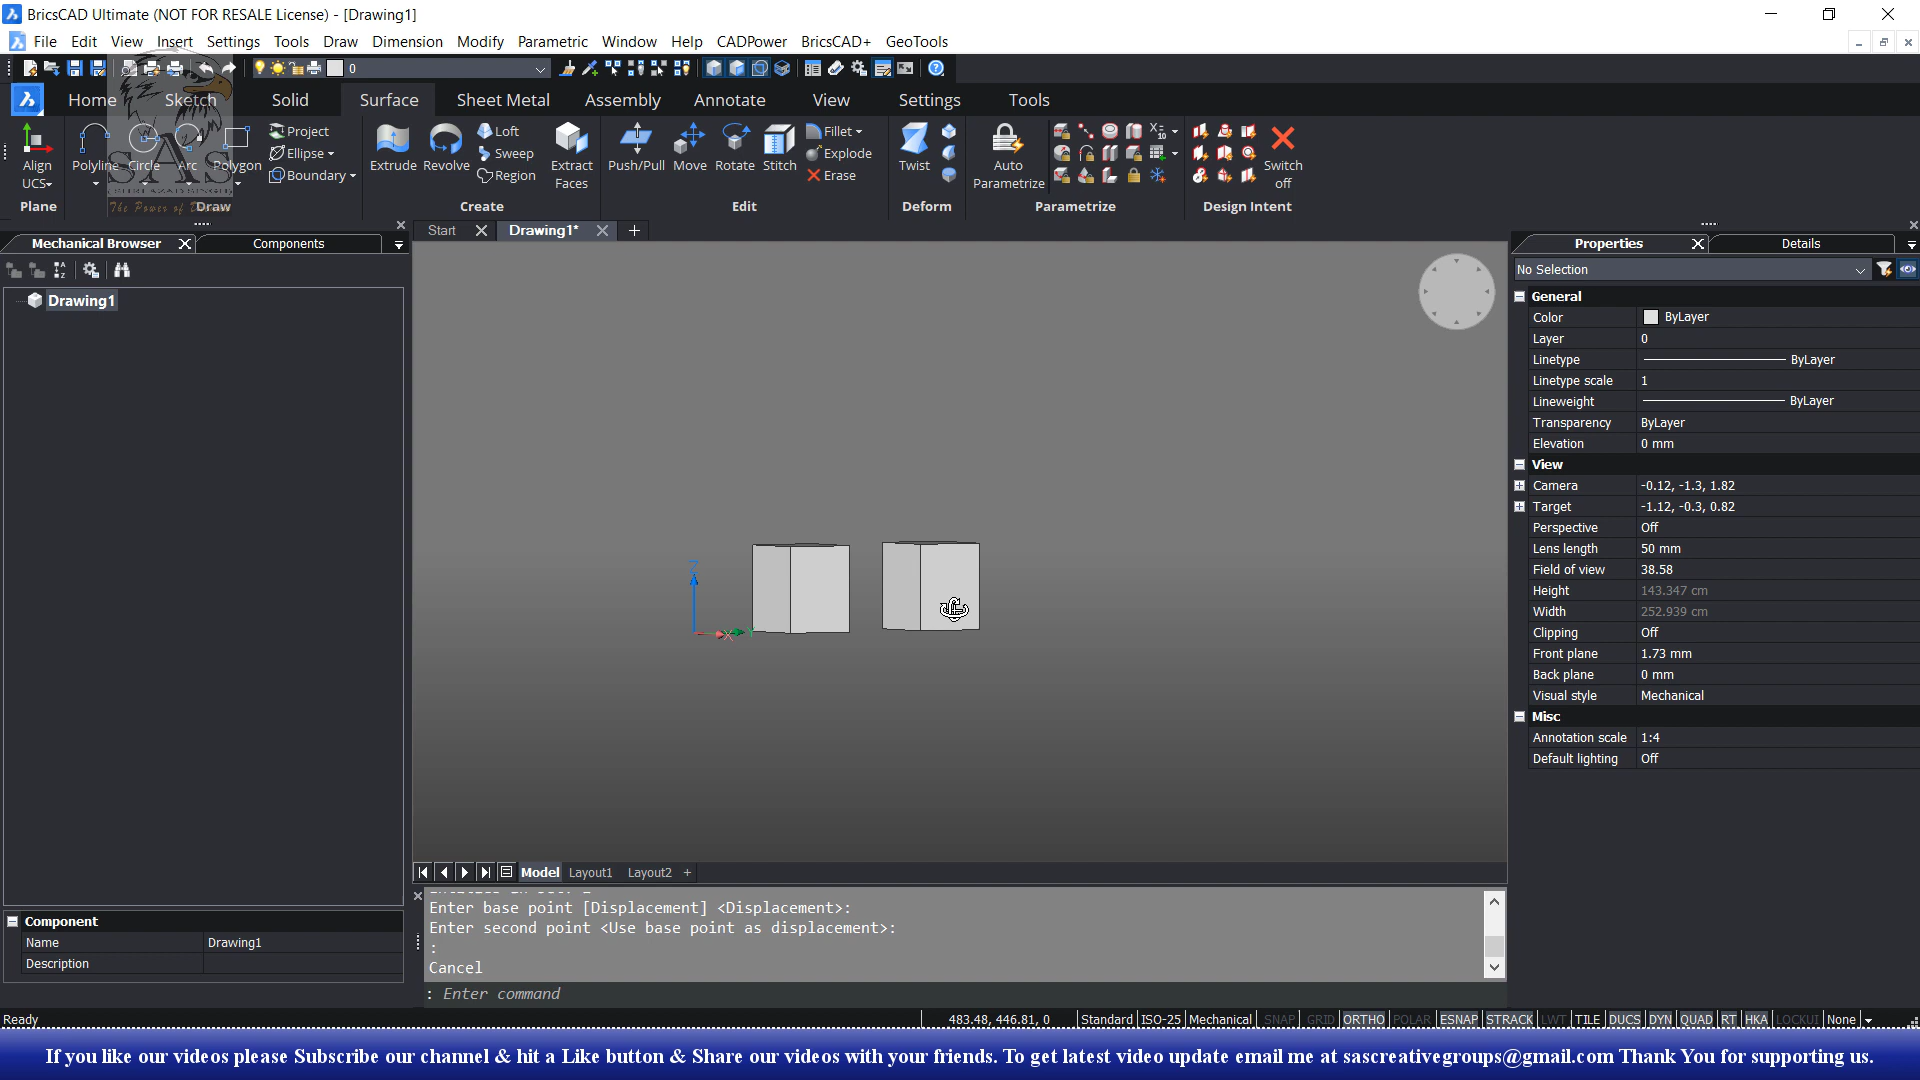 BricsCAD Ultimate (NOT FOR RESALE License) - [Drawing1]
File Edit View Insert Settings Tools Draw Dimension Modify Parametric Window Help CADPower BricsCAD+ GeoTools
0
Home Sketch Solid Surface Sheet Metal Assembly Annotate View Settings Tools
Align UCS
Polyline
Circle
Arc
Polygon
Project
Ellipse
Boundary
Extrude
Revolve
Loft
Sweep
Region
Extract Faces
Push/Pull
Move
Rotate
Stitch
Fillet
Explode
Erase
Twist
Auto Parametrize
Switch off
Plane Draw Create Edit Deform Parametrize Design Intent
SAS
The Power of
Start Drawing1* +
Mechanical Browser Components
Drawing1
Z
X
Y
Properties Details
No Selection
General
Color ByLayer
Layer 0
Linetype ByLayer
Linetype scale 1
Lineweight ByLayer
Transparency ByLayer
Elevation 0 mm
View
Camera -0.12, -1.3, 1.82
Target -1.12, -0.3, 0.82
Perspective Off
Lens length 50 mm
Field of view 38.58
Height 143.347 cm
Width 252.939 cm
Clipping Off
Front plane 1.73 mm
Back plane 0 mm
Visual style Mechanical
Misc
Annotation scale 1:4
Default lighting Off
Model Layout1 Layout2 +
Enter base point [Displacement] <Displacement>:
Enter second point <Use base point as displacement>:
:
Cancel
: Enter command
Component
Name Drawing1
Description
Ready 483.48, 446.81, 0 Standard ISO-25 Mechanical SNAP GRID ORTHO POLAR ESNAP STRACK LWT TILE DUCS DYN QUAD RT HKA LOCKUI None
If you like our videos please Subscribe our channel & hit a Like button & Share our videos with your friends. To get latest video update email me at sascreativegroups@gmail.com Thank You for supporting us.